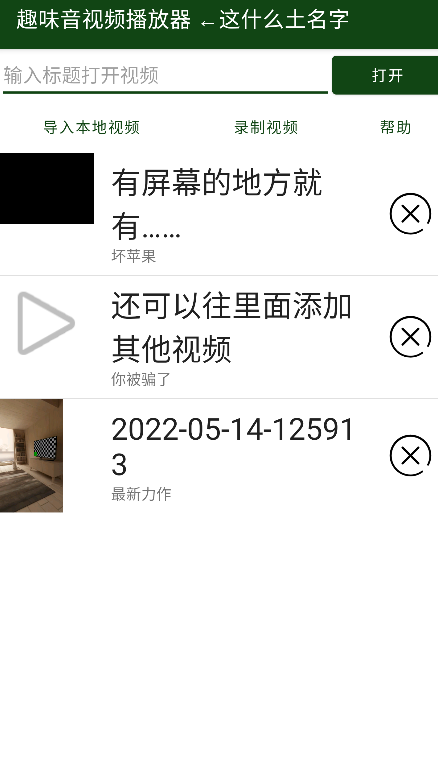 趣味音视频播放器 ←这什么土名字
输入标题打开视频
打开
导入本地视频
录制视频
帮助
有屏幕的地方就
有……
坏苹果
还可以往里面添加
其他视频
你被骗了
2022-05-14-12591
3
最新力作